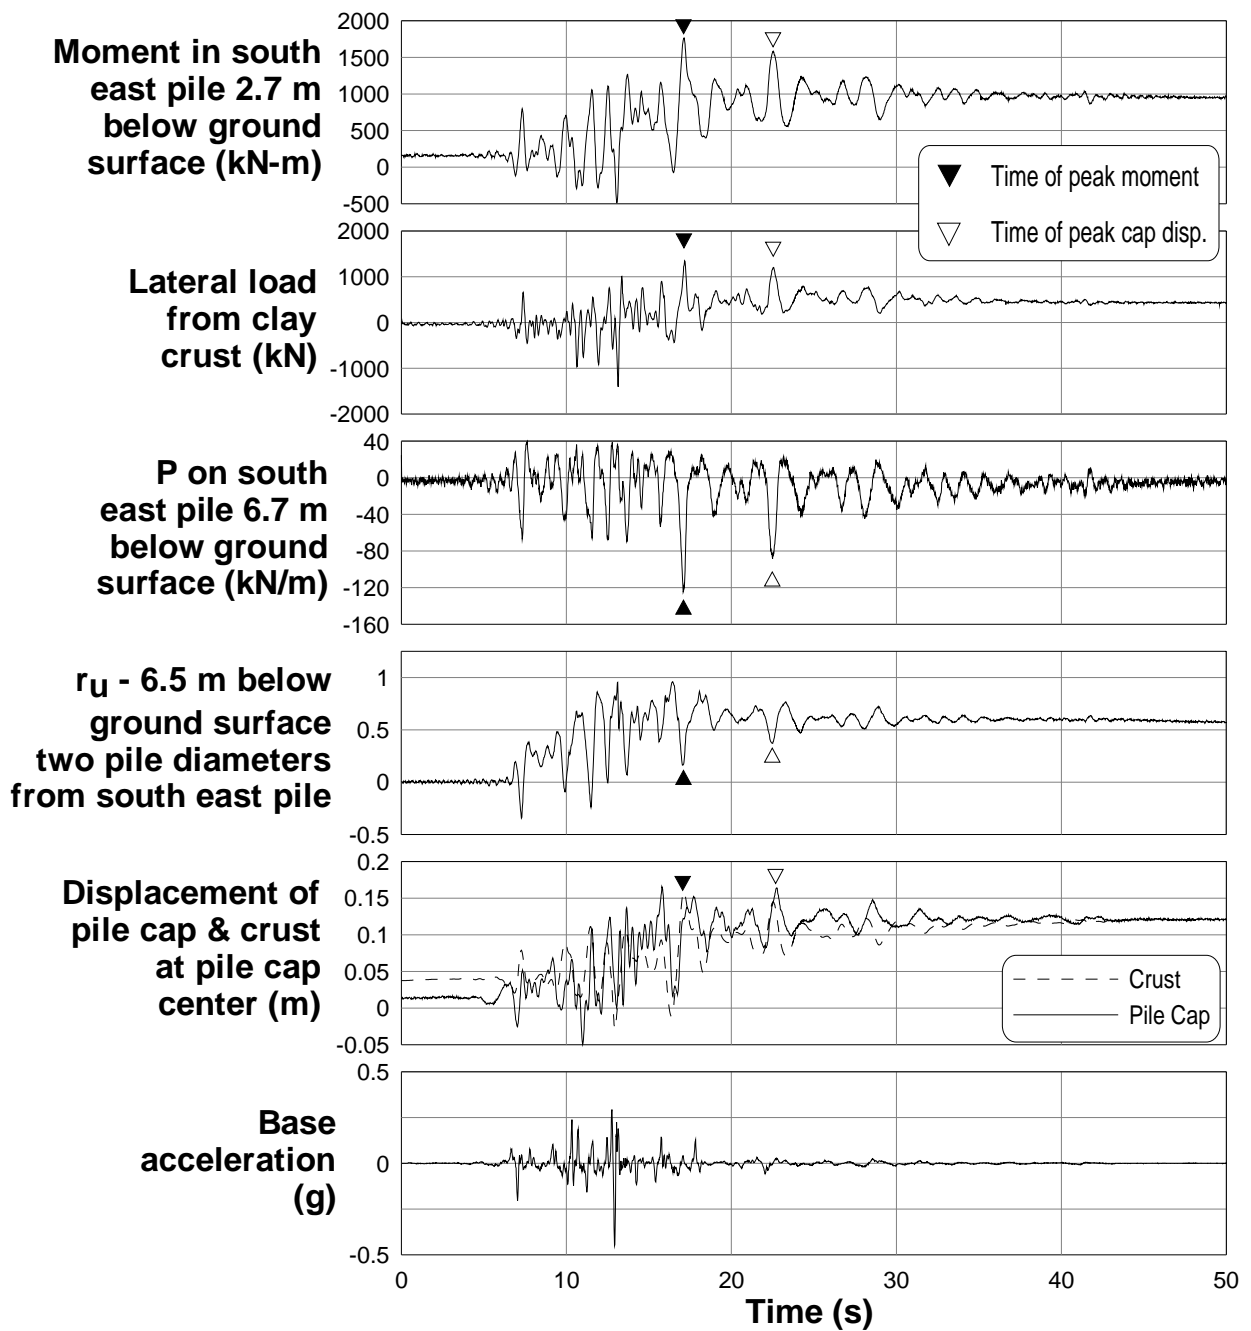 Moment in south
east pile 2.7 m
below ground
surface (kN-m)
2000
1500
1000
500
0
-500
Time of peak moment
Time of peak cap disp.
Lateral load
from clay
crust (kN)
2000
1000
0
-1000
-2000
P on south
east pile 6.7 m
below ground
surface (kN/m)
40
0
-40
-80
-120
-160
ru - 6.5 m below
ground surface
two pile diameters
from south east pile
1
0.5
0
-0.5
Displacement of
pile cap & crust
at pile cap
center (m)
0.2
0.15
0.1
0.05
0
-0.05
Crust
Pile Cap
Base
acceleration
(g)
0.5
0
-0.5
0 10 20 30 40 50
Time (s)